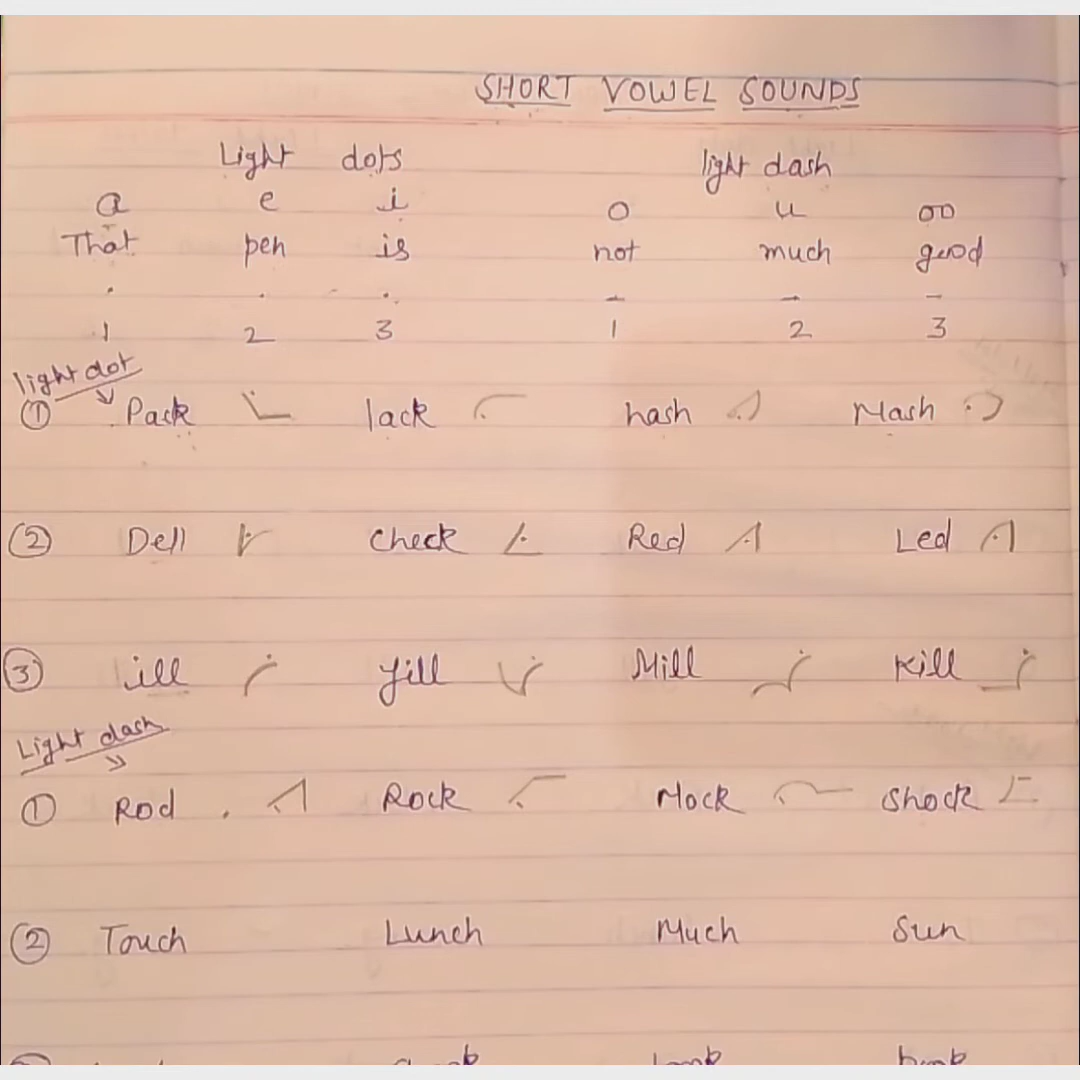 SHORT VOWEL SOUNDS
Light dots light dash
a e i o u oo
That pen is not much good
1 2 3 1 2 3
light dot
① Pack lack hash Mash
② Dell Check Red Led
③ ill Jill Mill Kill
Light dash
① Rod Rock Mock Shock
② Touch Lunch Much Sun